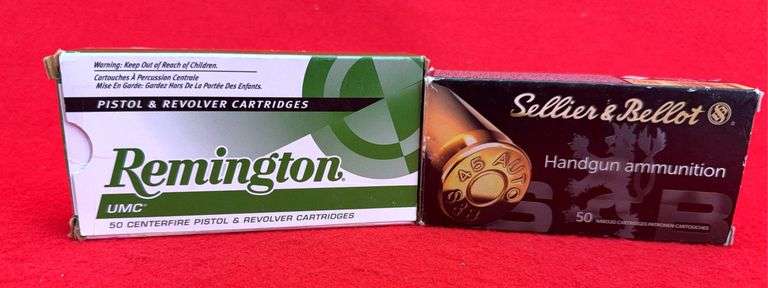 Warning: Keep Out of Reach of Children.
Cartouches À Percussion Centrale
Mise En Garde: Gardez Hors De La Portée Des Enfants.
PISTOL & REVOLVER CARTRIDGES
Remington
UMC
50 CENTERFIRE PISTOL & REVOLVER CARTRIDGES
Sellier & Bellot
S
Handgun ammunition
45 AUTO
S&B
S B
50